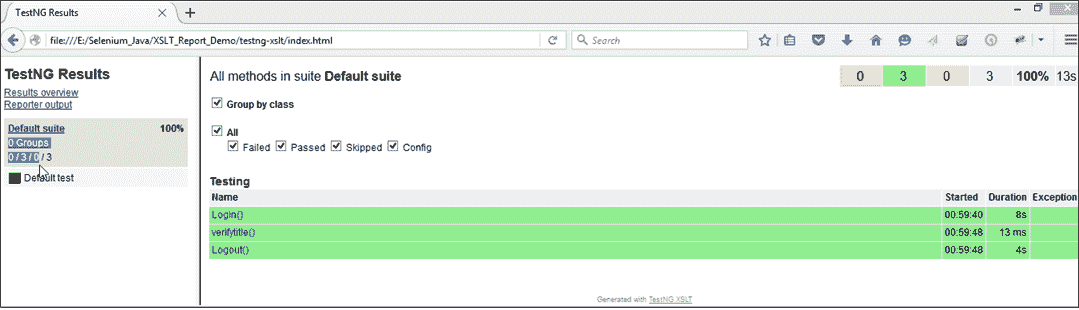 TestNG Results
file:///E:/Selenium_Java/XSLT_Report_Demo/testng-xslt/index.html
Search
TestNG Results
Results overview
Reporter output
Default suite 100%
0 Groups
0 / 3 / 0 / 3
Default test
All methods in suite Default suite
0 3 0 3 100% 13s
Group by class
All
Failed Passed Skipped Config
Testing
Name Started Duration Exception
Login() 00:59:40 8s
verifytitle() 00:59:48 13 ms
Logout() 00:59:48 4s
Generated with TestNG XSLT